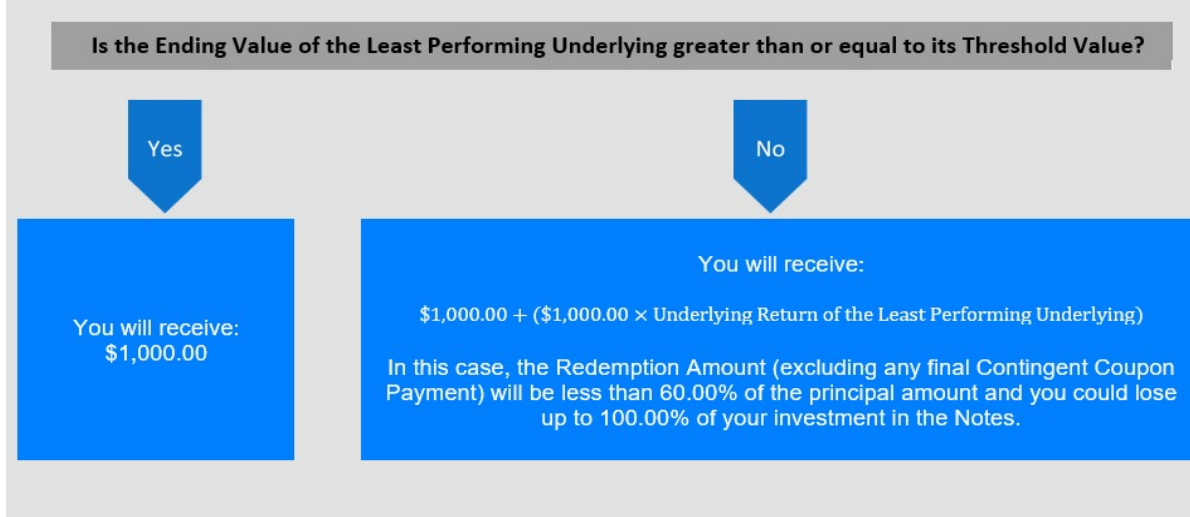 Is the Ending Value of the Least Performing Underlying greater than or equal to its Threshold Value?
Yes
No
You will receive:
$1,000.00
You will receive:
$1,000.00 + ($1,000.00 × Underlying Return of the Least Performing Underlying)
In this case, the Redemption Amount (excluding any final Contingent Coupon
Payment) will be less than 60.00% of the principal amount and you could lose
up to 100.00% of your investment in the Notes.